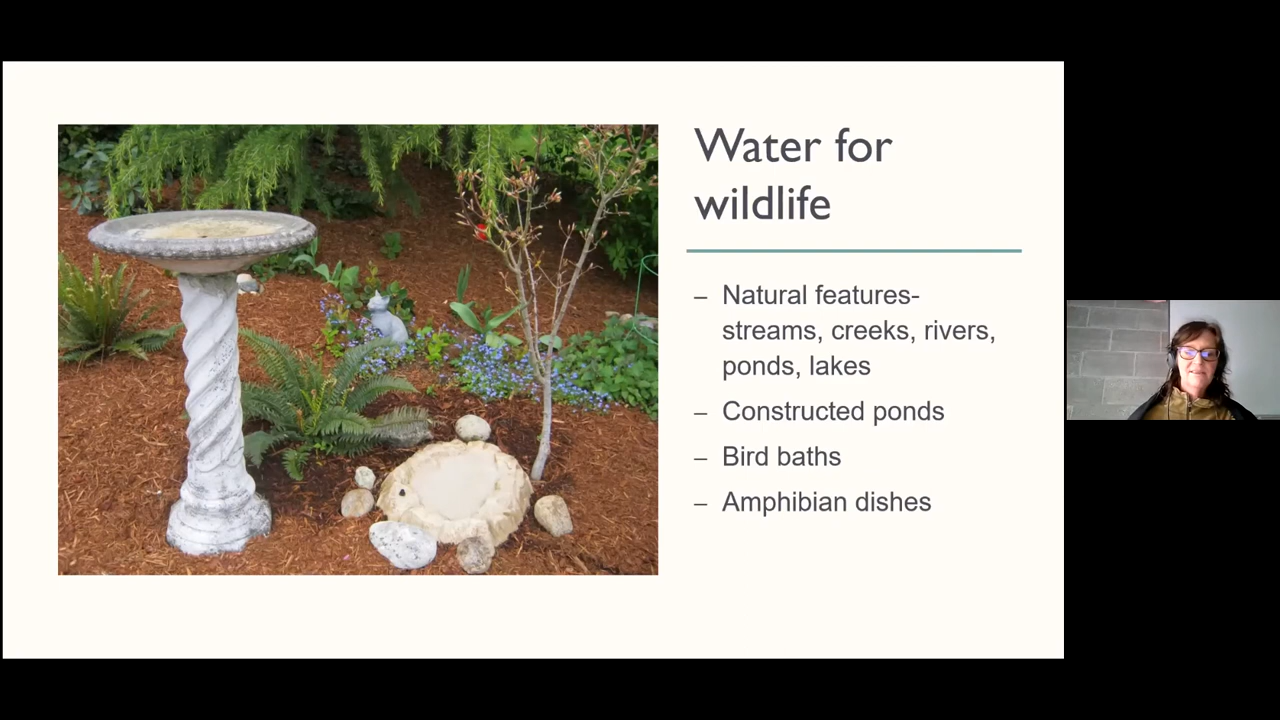 Water for
wildlife
– Natural features-
streams, creeks, rivers,
ponds, lakes
– Constructed ponds
– Bird baths
– Amphibian dishes